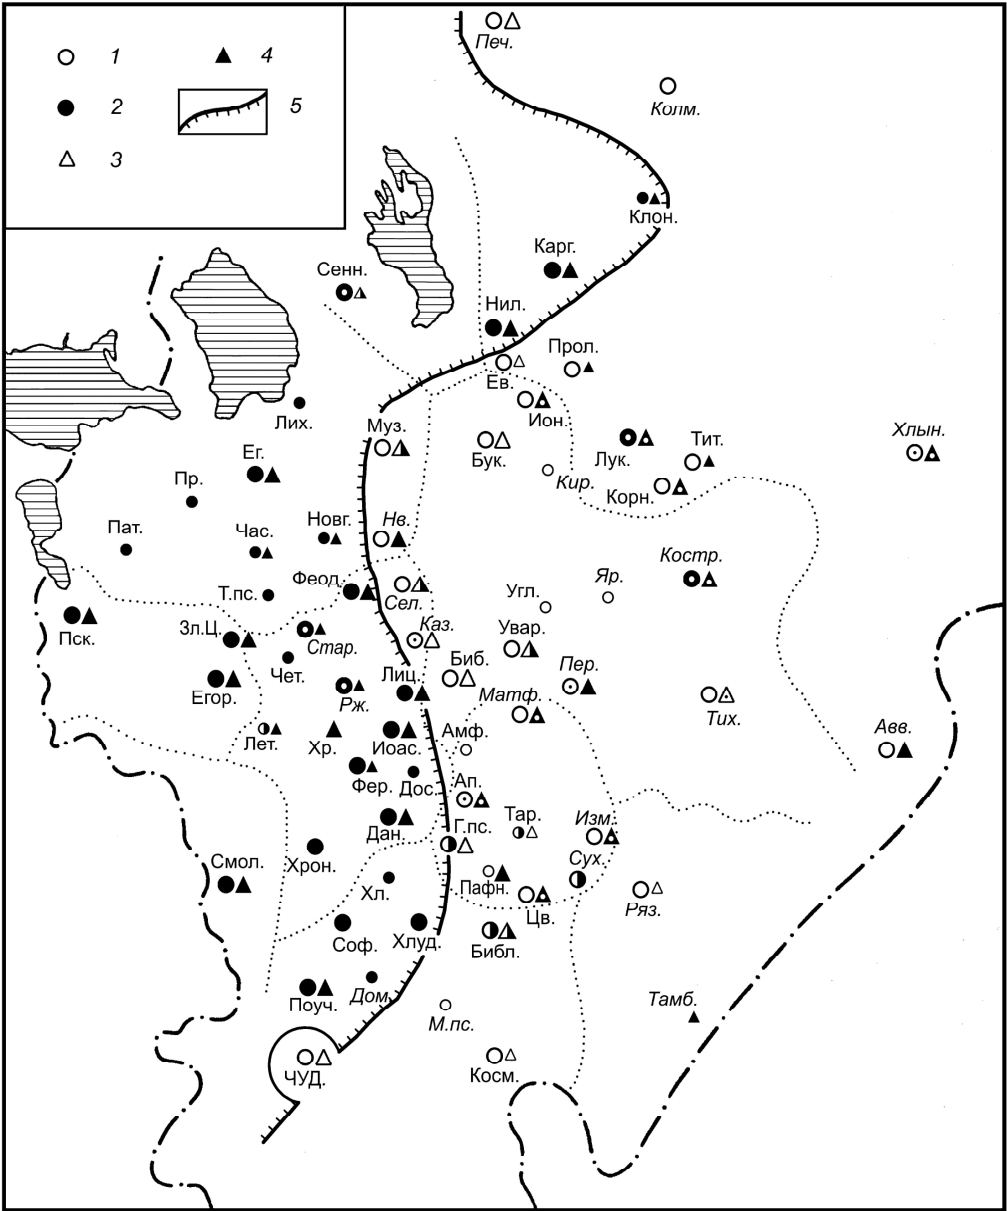 1
4
2
5
3
Печ.
Колм.
Клон.
Карг.
Сенн.
Нил.
Прол.
Ев.
Ион.
Лих.
Муз.
Бук.
Лук.
Тит.
Хлын.
Ег.
Пр.
Кир.
Корн.
Пат.
Час.
Новг.
Нв.
Костр.
Феод.
Т.пс.
Сел.
Угл.
Яр.
Пск.
Зл.Ц.
Стар.
Каз.
Увар.
Чет.
Биб.
Егор.
Рж.
Лиц.
Пер.
Матф.
Тих.
Лет.
Хр.
Иоас.
Амф.
Авв.
Фер.
Дос.
Ап.
Дан.
Г.пс.
Тар.
Изм.
Хрон.
Смол.
Сух.
Хл.
Пафн.
Цв.
Ряз.
Соф.
Хлуд.
Библ.
Поуч.
Дом.
М.пс.
Тамб.
ЧУД.
Косм.